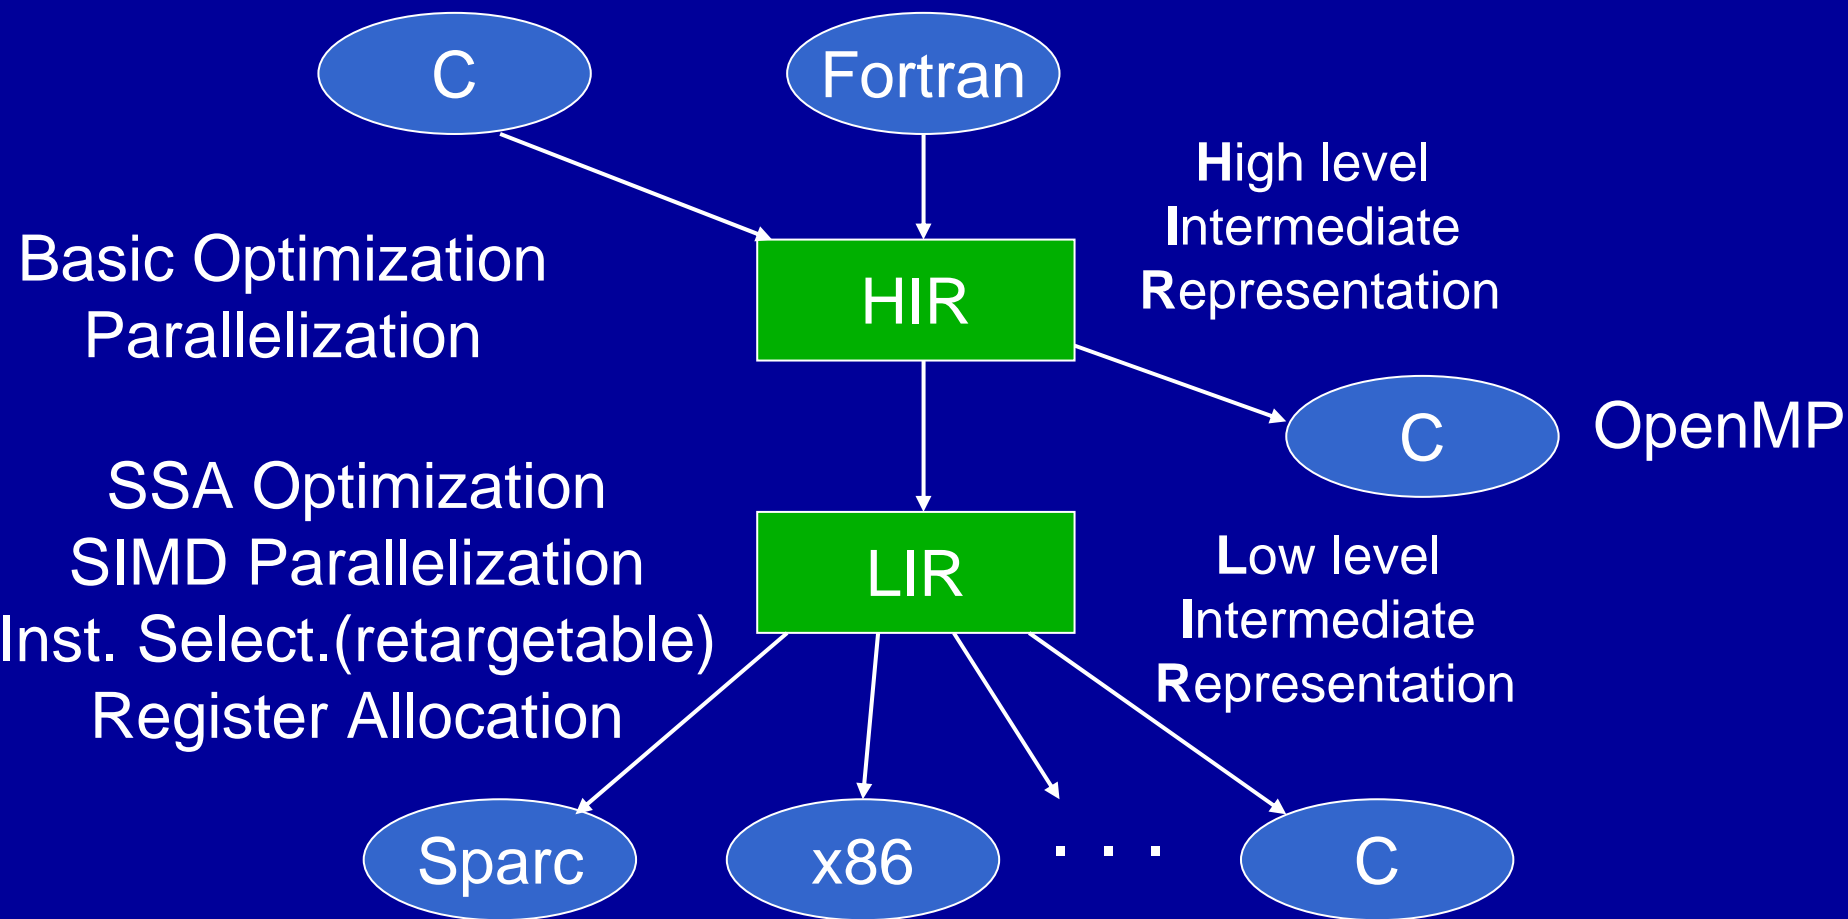 C
Fortran
High level
Intermediate
Representation
Basic Optimization
Parallelization
HIR
C
OpenMP
SSA Optimization
SIMD Parallelization
Inst. Select.(retargetable)
Register Allocation
LIR
Low level
Intermediate
Representation
Sparc
x86
. . .
C